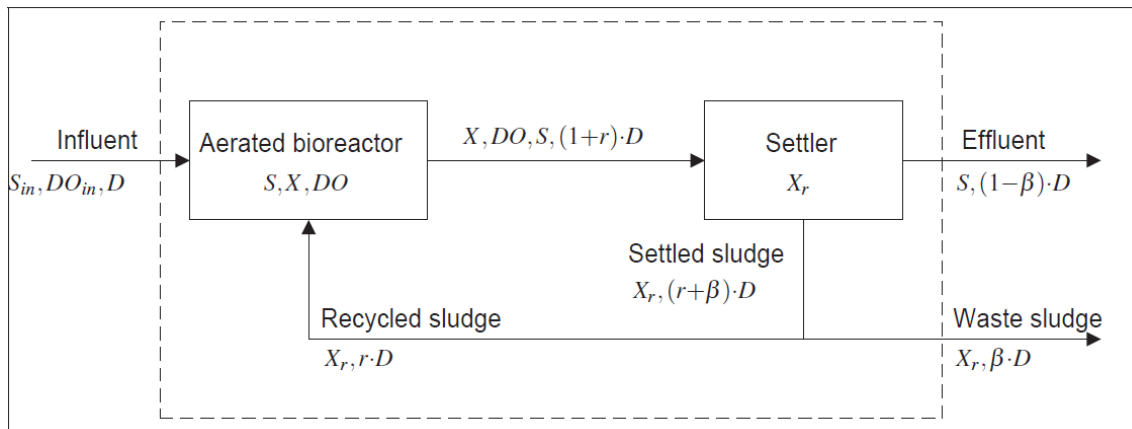 Influent
S_in, DO_in, D
Aerated bioreactor
S, X, DO
X, DO, S, (1+r)·D
Settler
X_r
Effluent
S, (1−β)·D
Settled sludge
X_r, (r+β)·D
Recycled sludge
X_r, r·D
Waste sludge
X_r, β·D